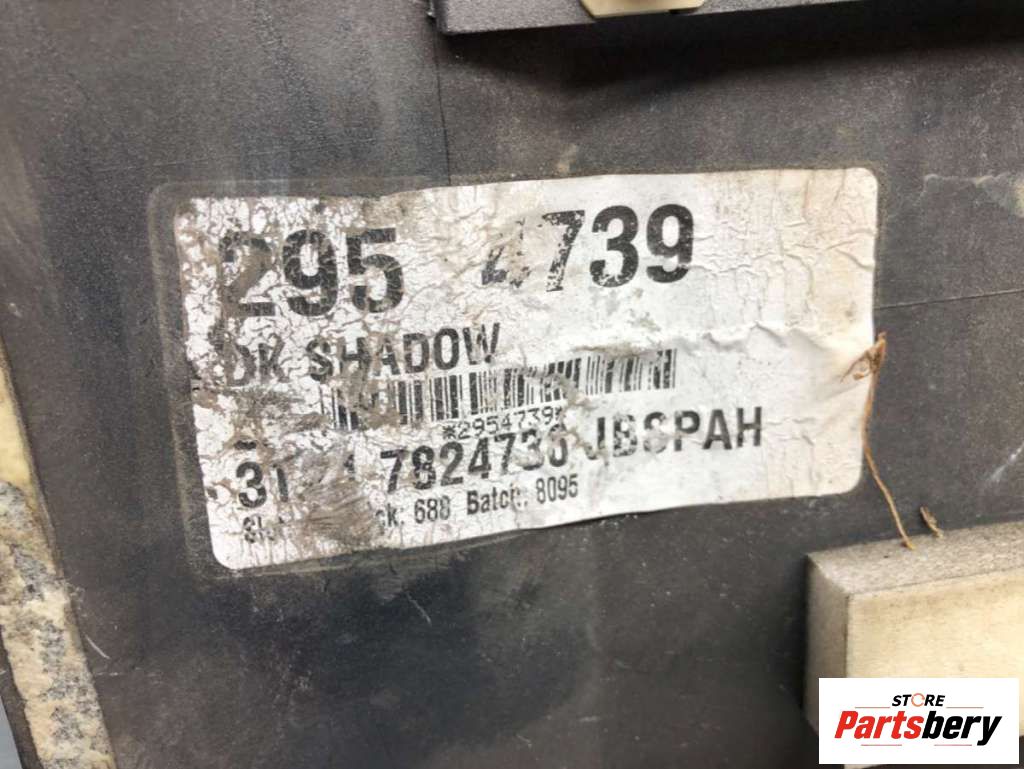 295 4739
DK SHADOW
*2954739*
7824736 JBSPAH
688 Batch: 8095
STORE
Partsbery